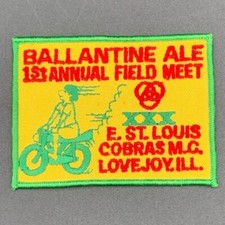 BALLANTINE ALE
1ST ANNUAL FIELD MEET
XXX
E. ST. LOUIS
COBRAS M.C.
LOVEJOY, ILL.